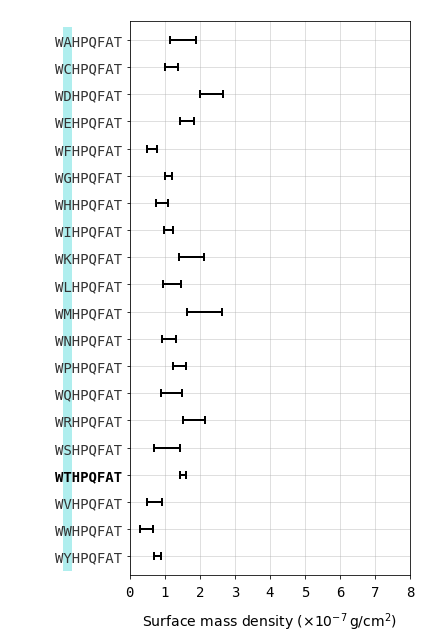 WAHPQFAT
WCHPQFAT
WDHPQFAT
WEHPQFAT
WFHPQFAT
WGHPQFAT
WHHPQFAT
WIHPQFAT
WKHPQFAT
WLHPQFAT
WMHPQFAT
WNHPQFAT
WPHPQFAT
WQHPQFAT
WRHPQFAT
WSHPQFAT
WTHPQFAT
WVHPQFAT
WWHPQFAT
WYHPQFAT
0 1 2 3 4 5 6 7 8
Surface mass density (×10⁻⁷ g/cm²)